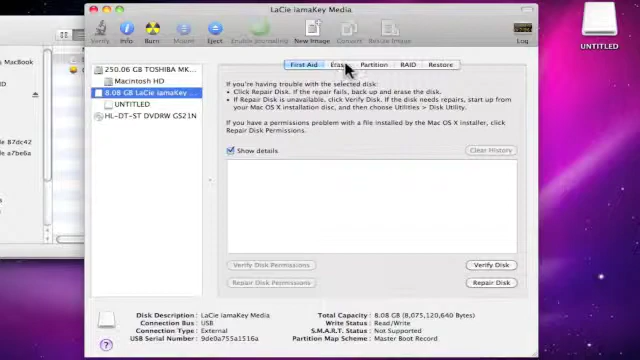 LaCie iamaKey Media
Verify Info Burn Mount Eject Enable Journaling New Image Convert Resize Image Log
First Aid Erase Partition RAID Restore
250.06 GB TOSHIBA MK...
Macintosh HD
8.08 GB LaCie iamaKey ...
UNTITLED
HL-DT-ST DVDRW GS21N
If you're having trouble with the selected disk:
• Click Repair Disk. If the repair fails, back up and erase the disk.
• If Repair Disk is unavailable, click Verify Disk. If the disk needs repairs, start up from
your Mac OS X installation disc, and then choose Utilities > Disk Utility.
If you have a permissions problem with a file installed by the Mac OS X installer, click
Repair Disk Permissions.
Show details
Clear History
Verify Disk Permissions
Verify Disk
Repair Disk Permissions
Repair Disk
Disk Description: LaCie iamaKey Media
Connection Bus: USB
Connection Type: External
USB Serial Number: 9de0a755a1516a
Total Capacity: 8.08 GB (8,075,120,640 Bytes)
Write Status: Read/Write
S.M.A.R.T. Status: Not Supported
Partition Map Scheme: Master Boot Record
UNTITLED
MacBook
HD
le 87dc42
le a7be6a